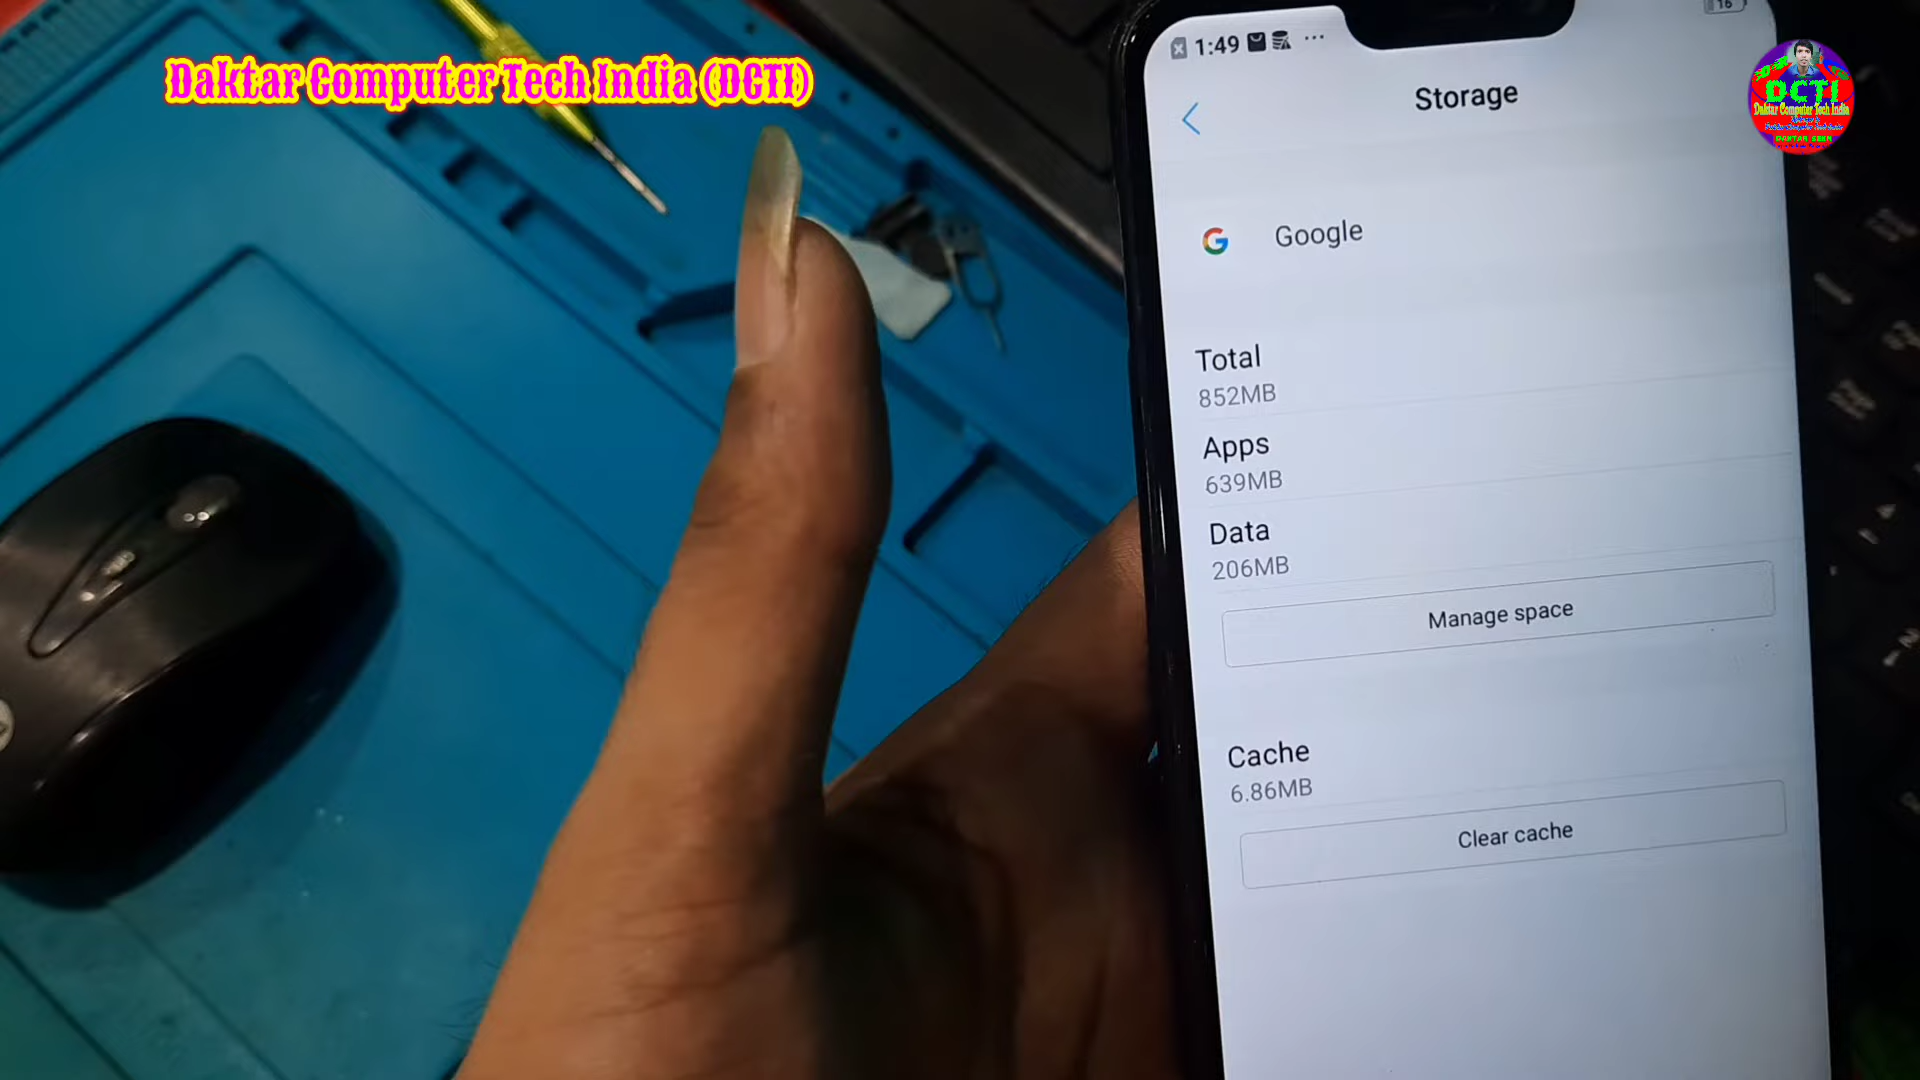 Daktar Computer Tech India (DCTI)
1:49
16
Storage
DCTI
Daktar Computer Tech India
Google
Total
852MB
Apps
639MB
Data
206MB
Manage space
Cache
6.86MB
Clear cache